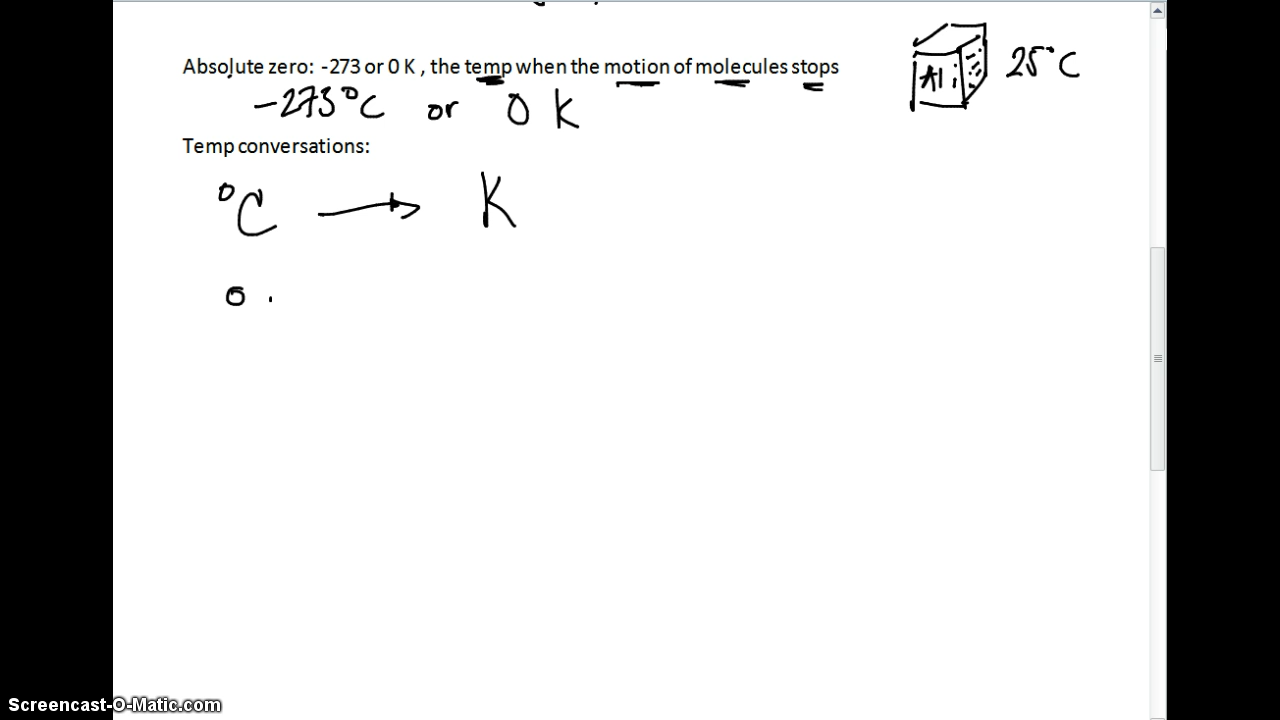 Absolute zero: -273 or 0 K , the temp when the motion of molecules stops
Al 25°C
-273°C or 0 K
Temp conversations:
°C → K
0
Screencast-O-Matic.com